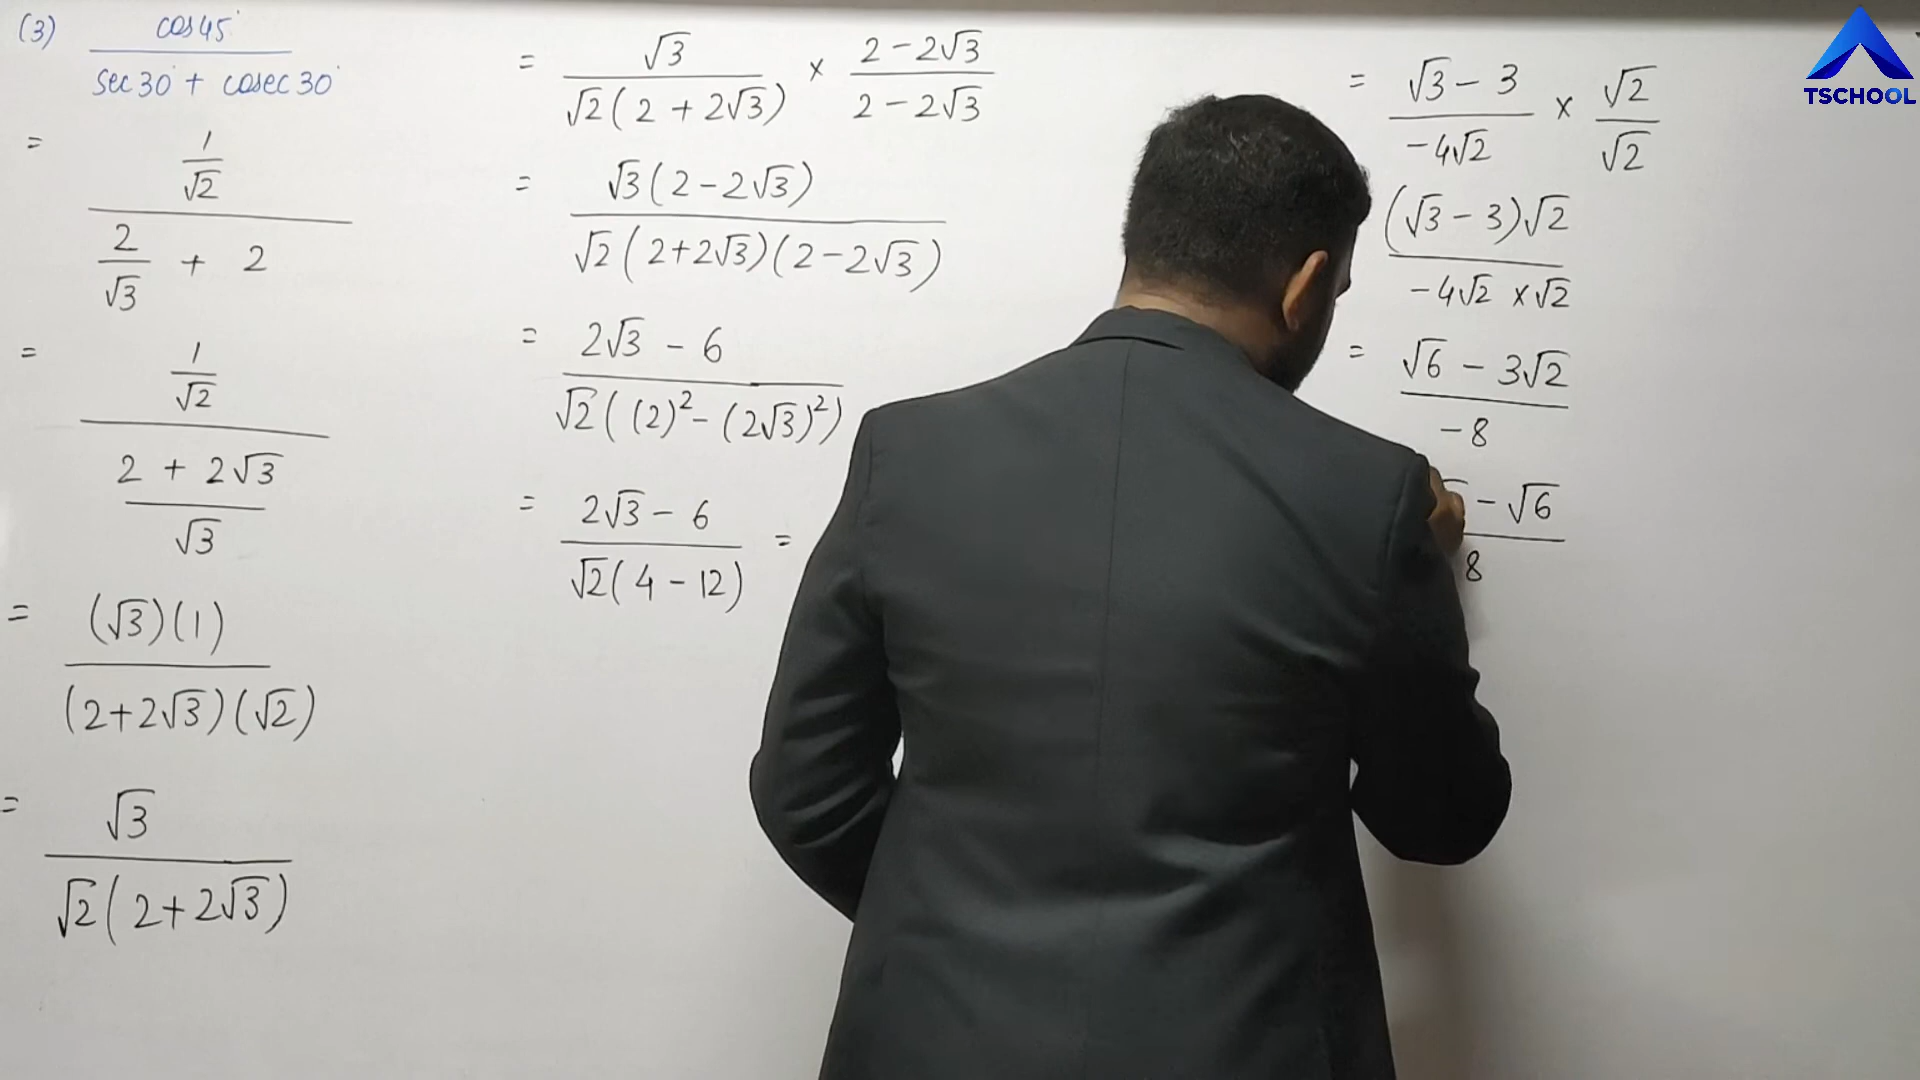 (3) cos45°
sec30° + cosec30°
= 1
√2
2 + 2
√3
= 1
√2
2 + 2√3
√3
= (√3)(1)
(2+2√3)(√2)
= √3
√2(2+2√3)
= √3 × 2-2√3
√2(2+2√3) 2-2√3
= √3(2-2√3)
√2(2+2√3)(2-2√3)
= 2√3 - 6
√2((2)²-(2√3)²)
= 2√3 - 6 =
√2(4-12)
= √3 - 3 × √2
-4√2 √2
(√3-3)√2
-4√2 ×√2
= √6 - 3√2
-8
- √6
8
TSCHOOL